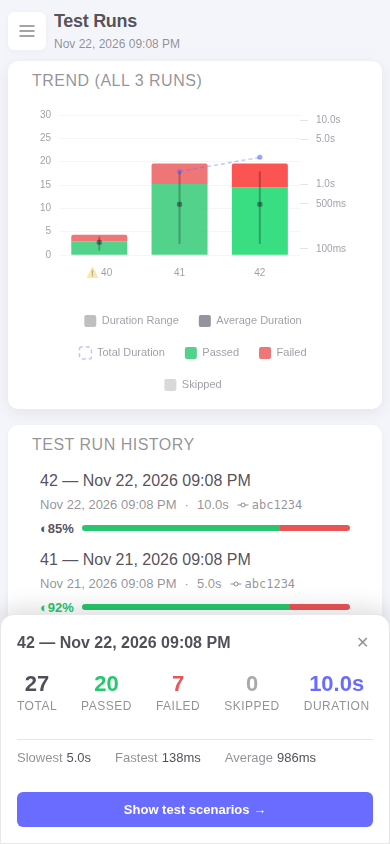 Test Runs
Nov 22, 2026 09:08 PM
TREND (ALL 3 RUNS)
30
25
20
15
10
5
0
10.0s
5.0s
1.0s
500ms
100ms
⚠ 40
41
42
Duration Range
Average Duration
Total Duration
Passed
Failed
Skipped
TEST RUN HISTORY
42 — Nov 22, 2026 09:08 PM
Nov 22, 2026 09:08 PM · 10.0s abc1234
85%
41 — Nov 21, 2026 09:08 PM
Nov 21, 2026 09:08 PM · 5.0s abc1234
92%
42 — Nov 22, 2026 09:08 PM ✕
27 20 7 0 10.0s
TOTAL PASSED FAILED SKIPPED DURATION
Slowest 5.0s Fastest 138ms Average 986ms
Show test scenarios →